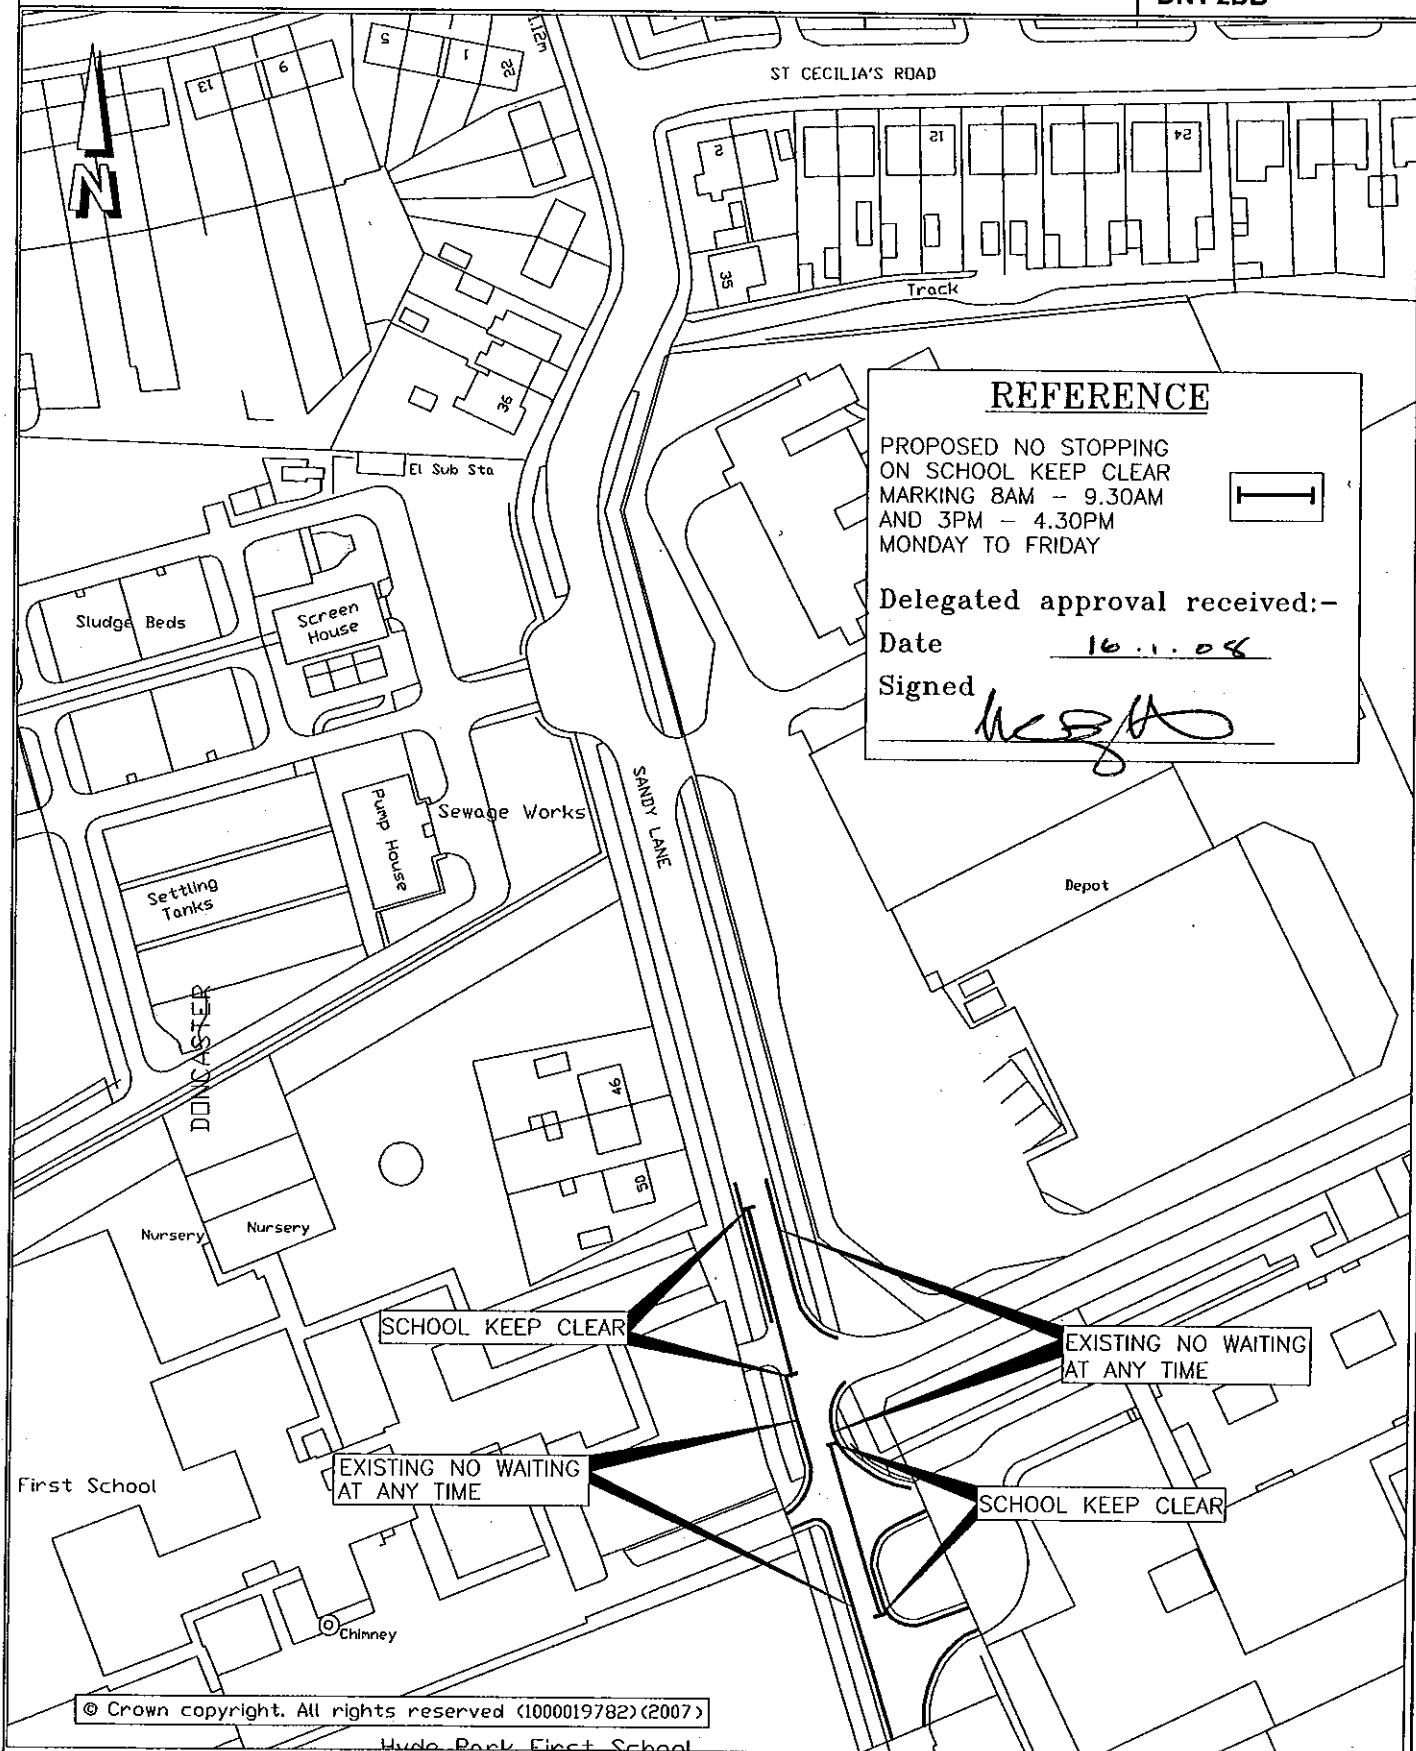 N
13
9
5
1
22
ST CECILIA'S ROAD
2
12
24
35
Track
36
El Sub Sta
REFERENCE
PROPOSED NO STOPPING
ON SCHOOL KEEP CLEAR
MARKING 8AM - 9.30AM
AND 3PM - 4.30PM
MONDAY TO FRIDAY
Delegated approval received:-
Date 16.1.08
Signed
Sludge Beds
Screen
House
SANDY LANE
Pump House
Sewage Works
Settling
Tanks
Depot
DONCASTER
46
50
Nursery
Nursery
SCHOOL KEEP CLEAR
EXISTING NO WAITING
AT ANY TIME
EXISTING NO WAITING
AT ANY TIME
First School
SCHOOL KEEP CLEAR
Chimney
© Crown copyright. All rights reserved (1000019782)(2007)
Hyde Park First School